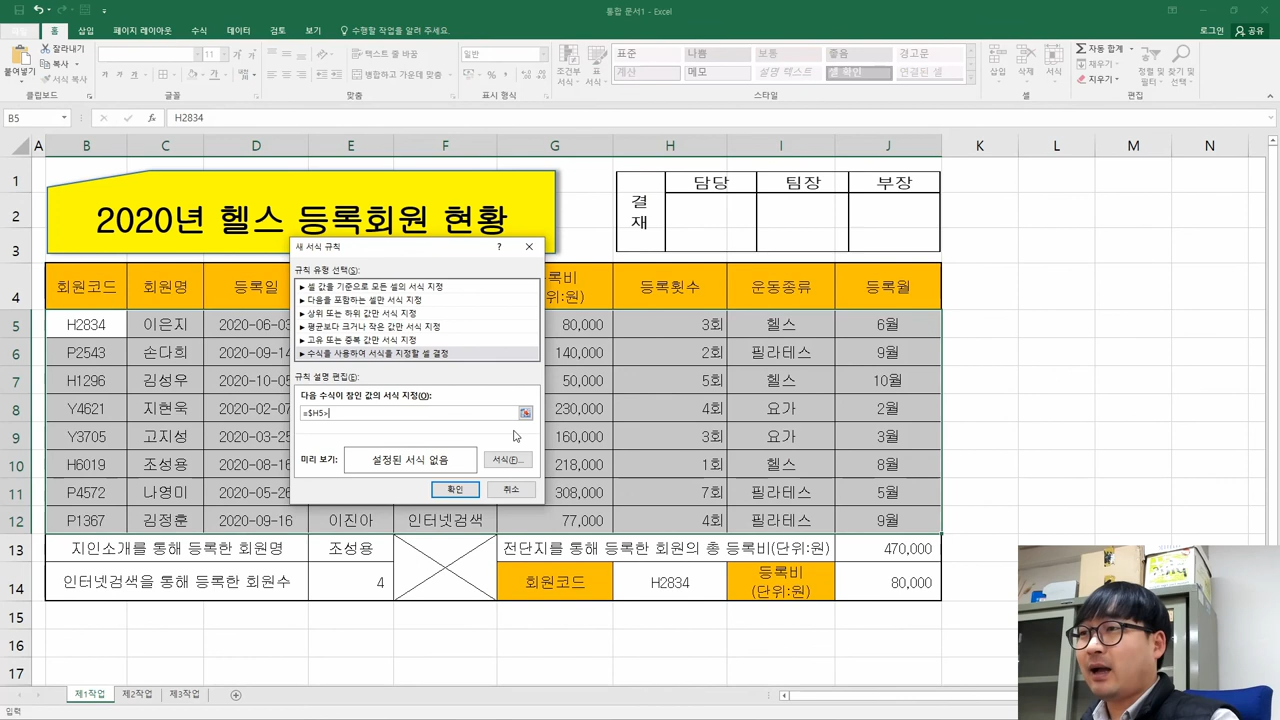 통합 문서1 - Excel
파일 홈 삽입 페이지 레이아웃 수식 데이터 검토 보기 수행할 작업을 알려 주세요. 로그인 공유
붙여넣기 잘라내기 복사 서식 복사 클립보드
11 가 가 글꼴
텍스트 줄 바꿈 병합하고 가운데 맞춤 맞춤
일반 % 표시 형식
조건부 서식 표 서식 표준 나쁨 보통 좋음 경고문
계산 메모 설명 텍스트 셀 확인 연결된 셀 스타일
삽입 삭제 서식 셀
자동 합계 채우기 지우기 정렬 및 필터 찾기 및 선택 편집
B5 fx H2834
A B C D E F G H I J K L M N
1 2 3 4 5 6 7 8 9 10 11 12 13 14 15 16 17
2020년 헬스 등록회원 현황
결재 담당 팀장 부장
회원코드 회원명 등록일 등록횟수 운동종류 등록월
H2834 이은지 2020-06-03 80,000 3회 헬스 6월
P2543 손다희 2020-09-14 140,000 2회 필라테스 9월
H1296 김성우 2020-10-05 50,000 5회 헬스 10월
Y4621 지현욱 2020-02-07 230,000 4회 요가 2월
Y3705 고지성 2020-03-25 160,000 3회 요가 3월
H6019 조성용 2020-08-16 218,000 1회 헬스 8월
P4572 나영미 2020-05-26 308,000 7회 필라테스 5월
P1367 김정훈 2020-09-16 이진아 인터넷검색 77,000 4회 필라테스 9월
지인소개를 통해 등록한 회원명 조성용 전단지를 통해 등록한 회원의 총 등록비(단위:원) 470,000
인터넷검색을 통해 등록한 회원수 4 회원코드 H2834 등록비 (단위:원) 80,000
새 서식 규칙 ?
규칙 유형 선택(S):
► 셀 값을 기준으로 모든 셀의 서식 지정
► 다음을 포함하는 셀만 서식 지정
► 상위 또는 하위 값만 서식 지정
► 평균보다 크거나 작은 값만 서식 지정
► 고유 또는 중복 값만 서식 지정
► 수식을 사용하여 서식을 지정할 셀 결정
규칙 설명 편집(E):
다음 수식이 참인 값의 서식 지정(O):
=$H5>
미리 보기: 설정된 서식 없음 서식(F)...
확인 취소
제1작업 제2작업 제3작업
입력